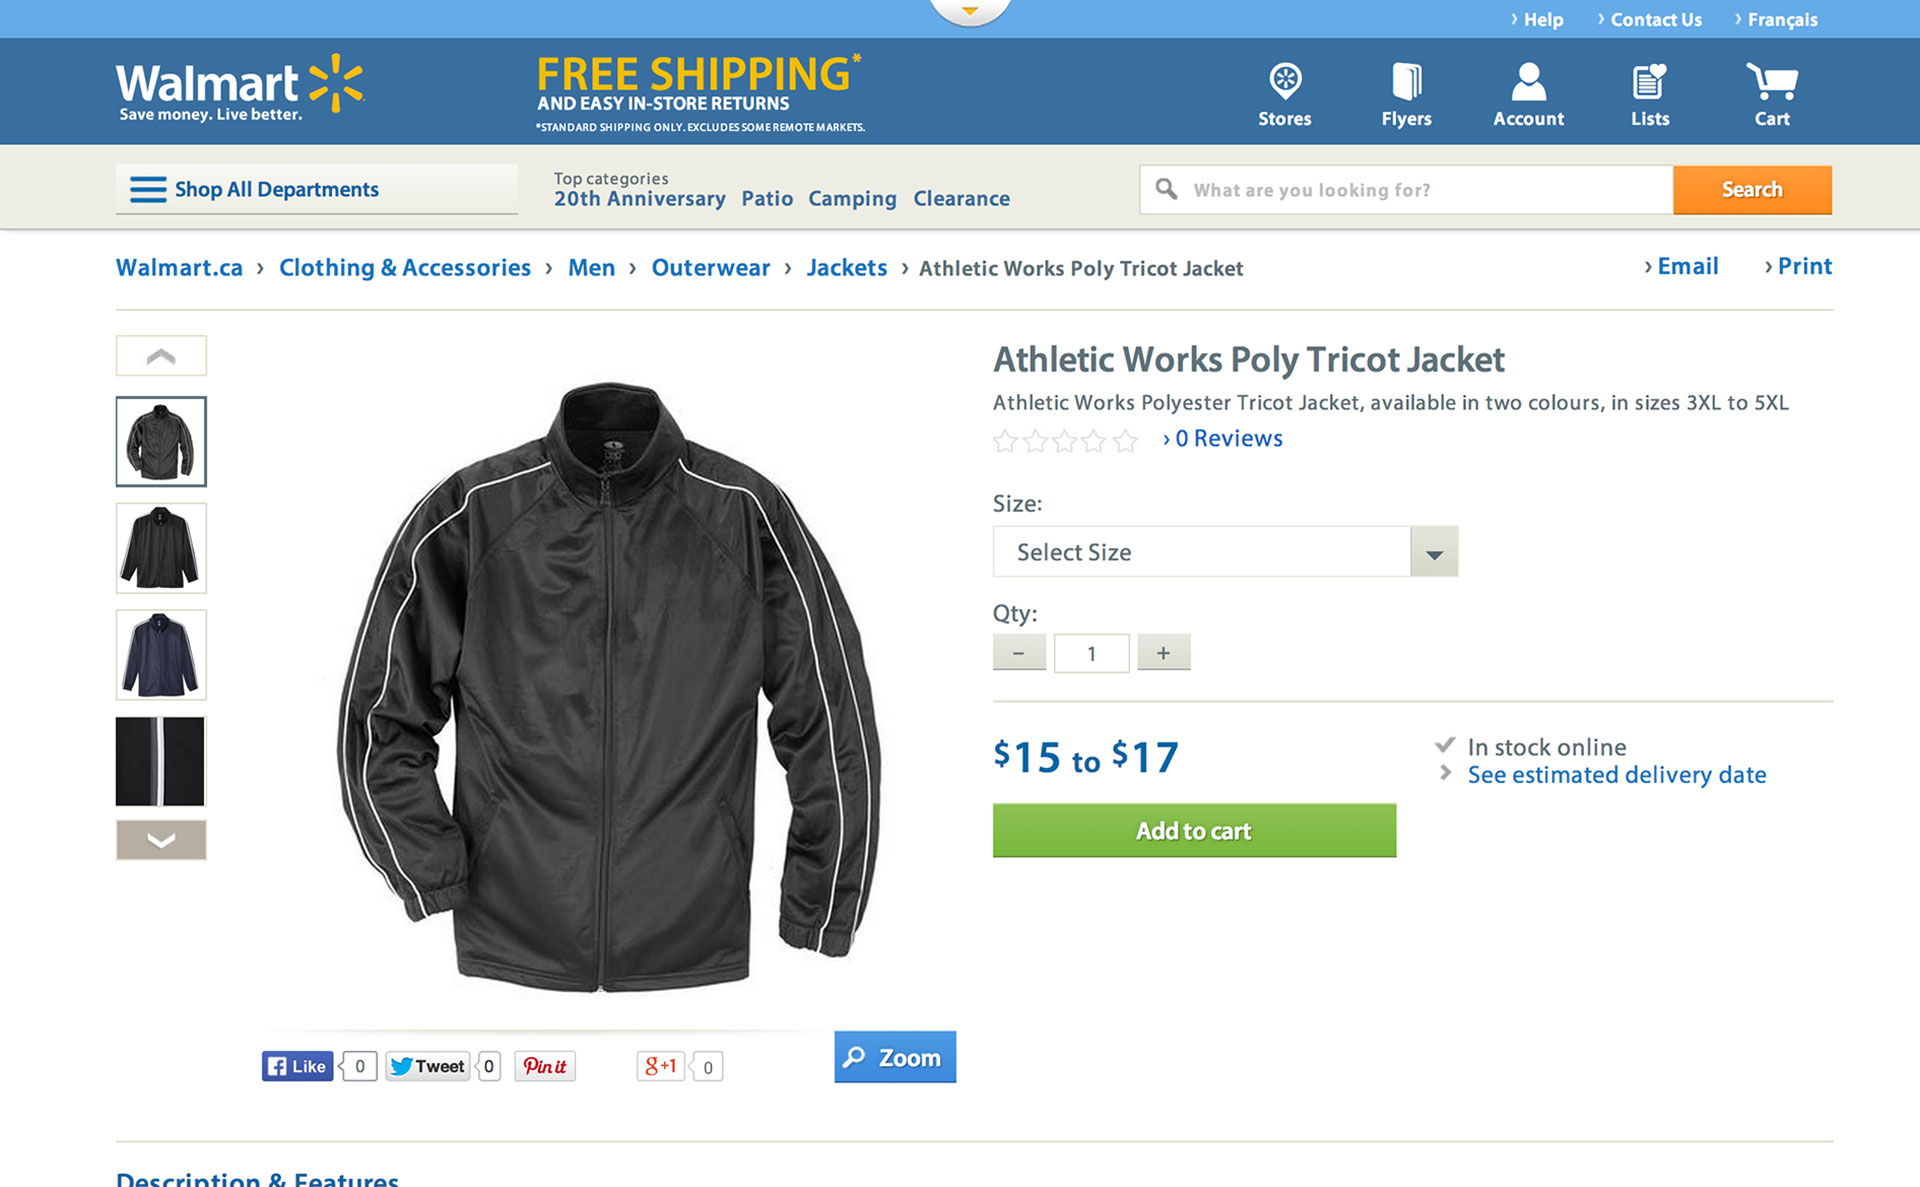 › Help › Contact Us › Français
Walmart
Save money. Live better.
FREE SHIPPING*
AND EASY IN-STORE RETURNS
*STANDARD SHIPPING ONLY. EXCLUDES SOME REMOTE MARKETS.
Stores Flyers Account Lists Cart
Shop All Departments
Top categories
20th Anniversary Patio Camping Clearance
What are you looking for? Search
Walmart.ca › Clothing & Accessories › Men › Outerwear › Jackets › Athletic Works Poly Tricot Jacket
› Email › Print
Athletic Works Poly Tricot Jacket
Athletic Works Polyester Tricot Jacket, available in two colours, in sizes 3XL to 5XL
› 0 Reviews
Size:
Select Size
Qty:
− 1 +
$15 to $17
In stock online
See estimated delivery date
Add to cart
Like 0 Tweet 0 Pin it g+1 0
Zoom
Description & Features